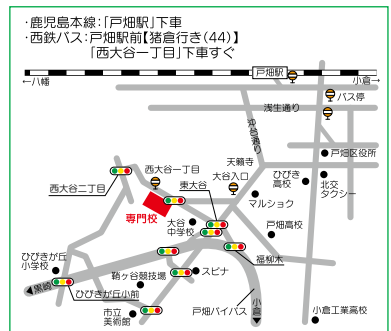 ・鹿児島本線：「戸畑駅」下車
・西鉄バス：戸畑駅前【猪倉行き（44）】
「西大谷一丁目」下車すぐ
戸畑駅
←八幡
小倉→
バス停
浅生通り
天籟寺
戸畑区役所
西大谷一丁目
大谷入口
ひびき
高校
北交
タクシー
西大谷二丁目
東大谷
マルショク
専門校
大谷
中学校
戸畑高校
福柳木
ひびきが丘
小学校
鞘ヶ谷競技場
スピナ
黒崎
ひびきが丘小前
戸畑バイパス
小倉
市立
美術館
小倉工業高校